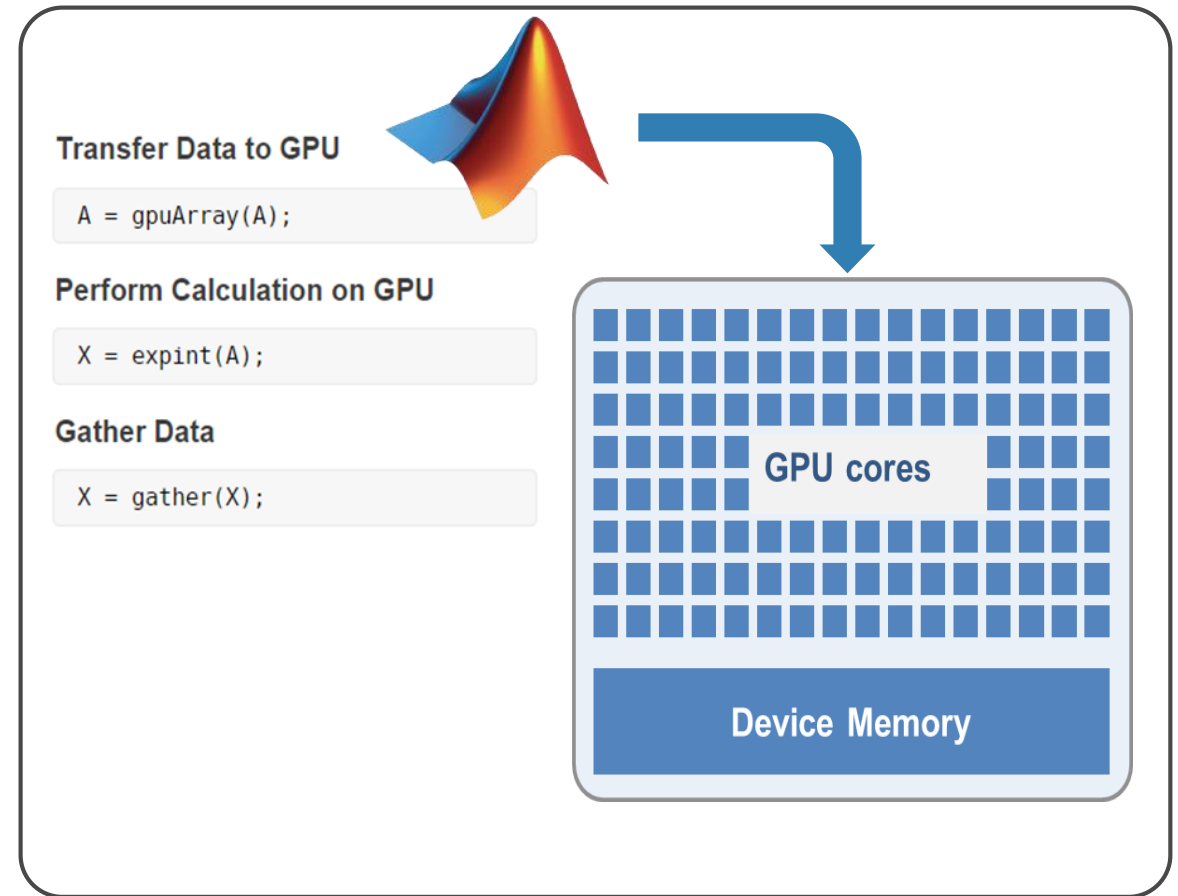 Transfer Data to GPU
A = gpuArray(A);
Perform Calculation on GPU
X = expint(A);
Gather Data
X = gather(X);
GPU cores
Device Memory